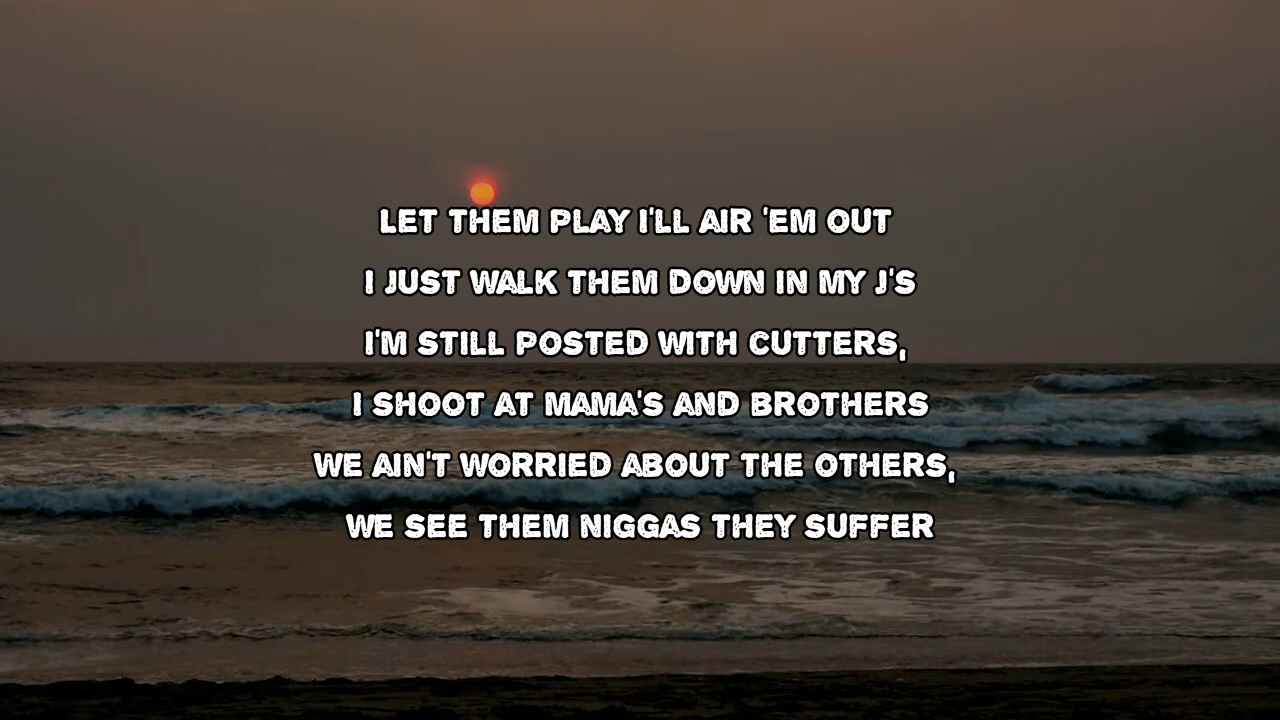 LET THEM PLAY I'LL AIR 'EM OUT
I JUST WALK THEM DOWN IN MY J'S
I'M STILL POSTED WITH CUTTERS,
I SHOOT AT MAMA'S AND BROTHERS
WE AIN'T WORRIED ABOUT THE OTHERS,
WE SEE THEM NIGGAS THEY SUFFER